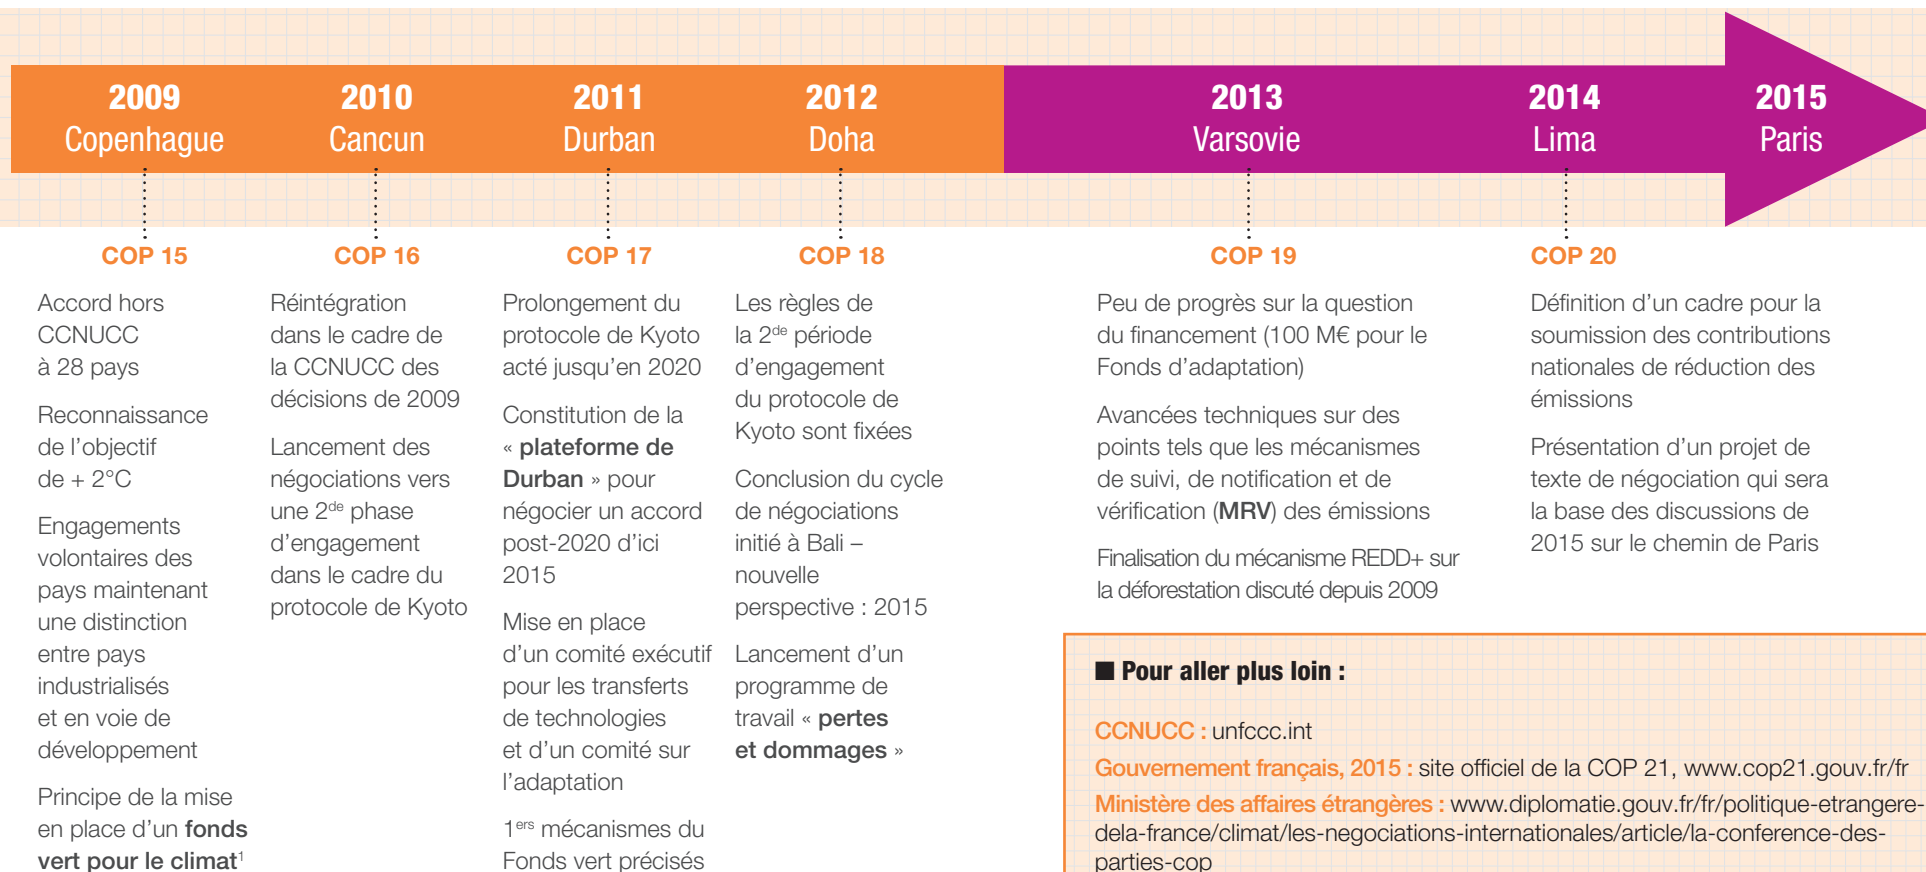 2009
Copenhague
2010
Cancun
2011
Durban
2012
Doha
2013
Varsovie
2014
Lima
2015
Paris
COP 15
Accord hors
CCNUCC
à 28 pays
Reconnaissance
de l’objectif
de + 2°C
Engagements
volontaires des
pays maintenant
une distinction
entre pays
industrialisés
et en voie de
développement
Principe de la mise
en place d’un fonds
vert pour le climat¹
COP 16
Réintégration
dans le cadre de
la CCNUCC des
décisions de 2009
Lancement des
négociations vers
une 2de phase
d’engagement
dans le cadre du
protocole de Kyoto
COP 17
Prolongement du
protocole de Kyoto
acté jusqu’en 2020
Constitution de la
« plateforme de
Durban » pour
négocier un accord
post-2020 d’ici
2015
Mise en place
d’un comité exécutif
pour les transferts
de technologies
et d’un comité sur
l’adaptation
1ers mécanismes du
Fonds vert précisés
COP 18
Les règles de
la 2de période
d’engagement
du protocole de
Kyoto sont fixées
Conclusion du cycle
de négociations
initié à Bali –
nouvelle
perspective : 2015
Lancement d’un
programme de
travail « pertes
et dommages »
COP 19
Peu de progrès sur la question
du financement (100 M€ pour le
Fonds d’adaptation)
Avancées techniques sur des
points tels que les mécanismes
de suivi, de notification et de
vérification (MRV) des émissions
Finalisation du mécanisme REDD+ sur
la déforestation discuté depuis 2009
COP 20
Définition d’un cadre pour la
soumission des contributions
nationales de réduction des
émissions
Présentation d’un projet de
texte de négociation qui sera
la base des discussions de
2015 sur le chemin de Paris
■ Pour aller plus loin :
CCNUCC : unfccc.int
Gouvernement français, 2015 : site officiel de la COP 21, www.cop21.gouv.fr/fr
Ministère des affaires étrangères : www.diplomatie.gouv.fr/fr/politique-etrangere-
dela-france/climat/les-negociations-internationales/article/la-conference-des-
parties-cop